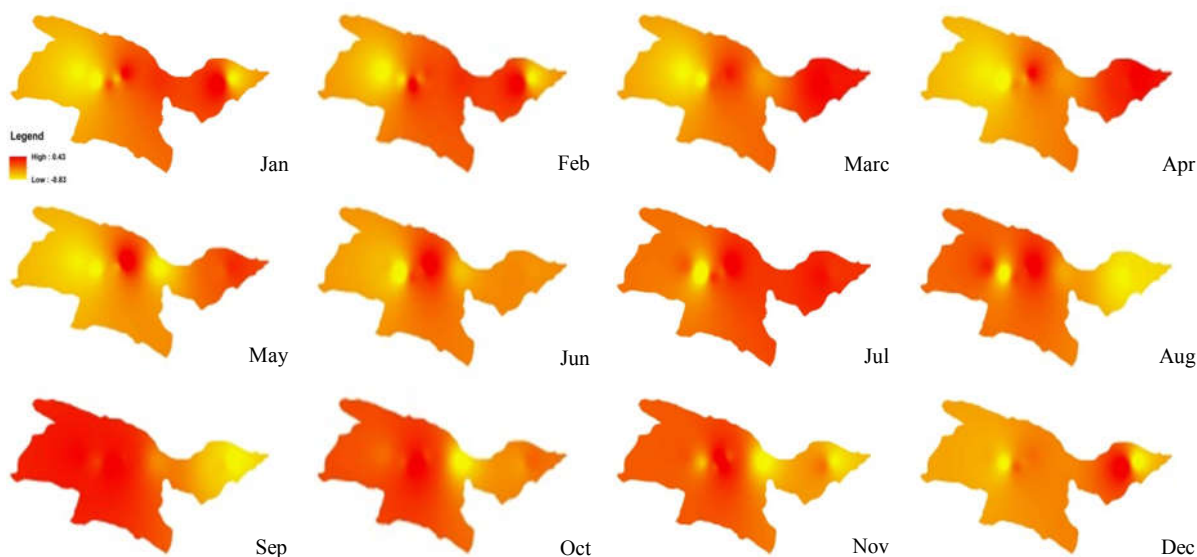 Legend
High : 0.43
Low : -0.83
Jan
Feb
Marc
Apr
May
Jun
Jul
Aug
Sep
Oct
Nov
Dec